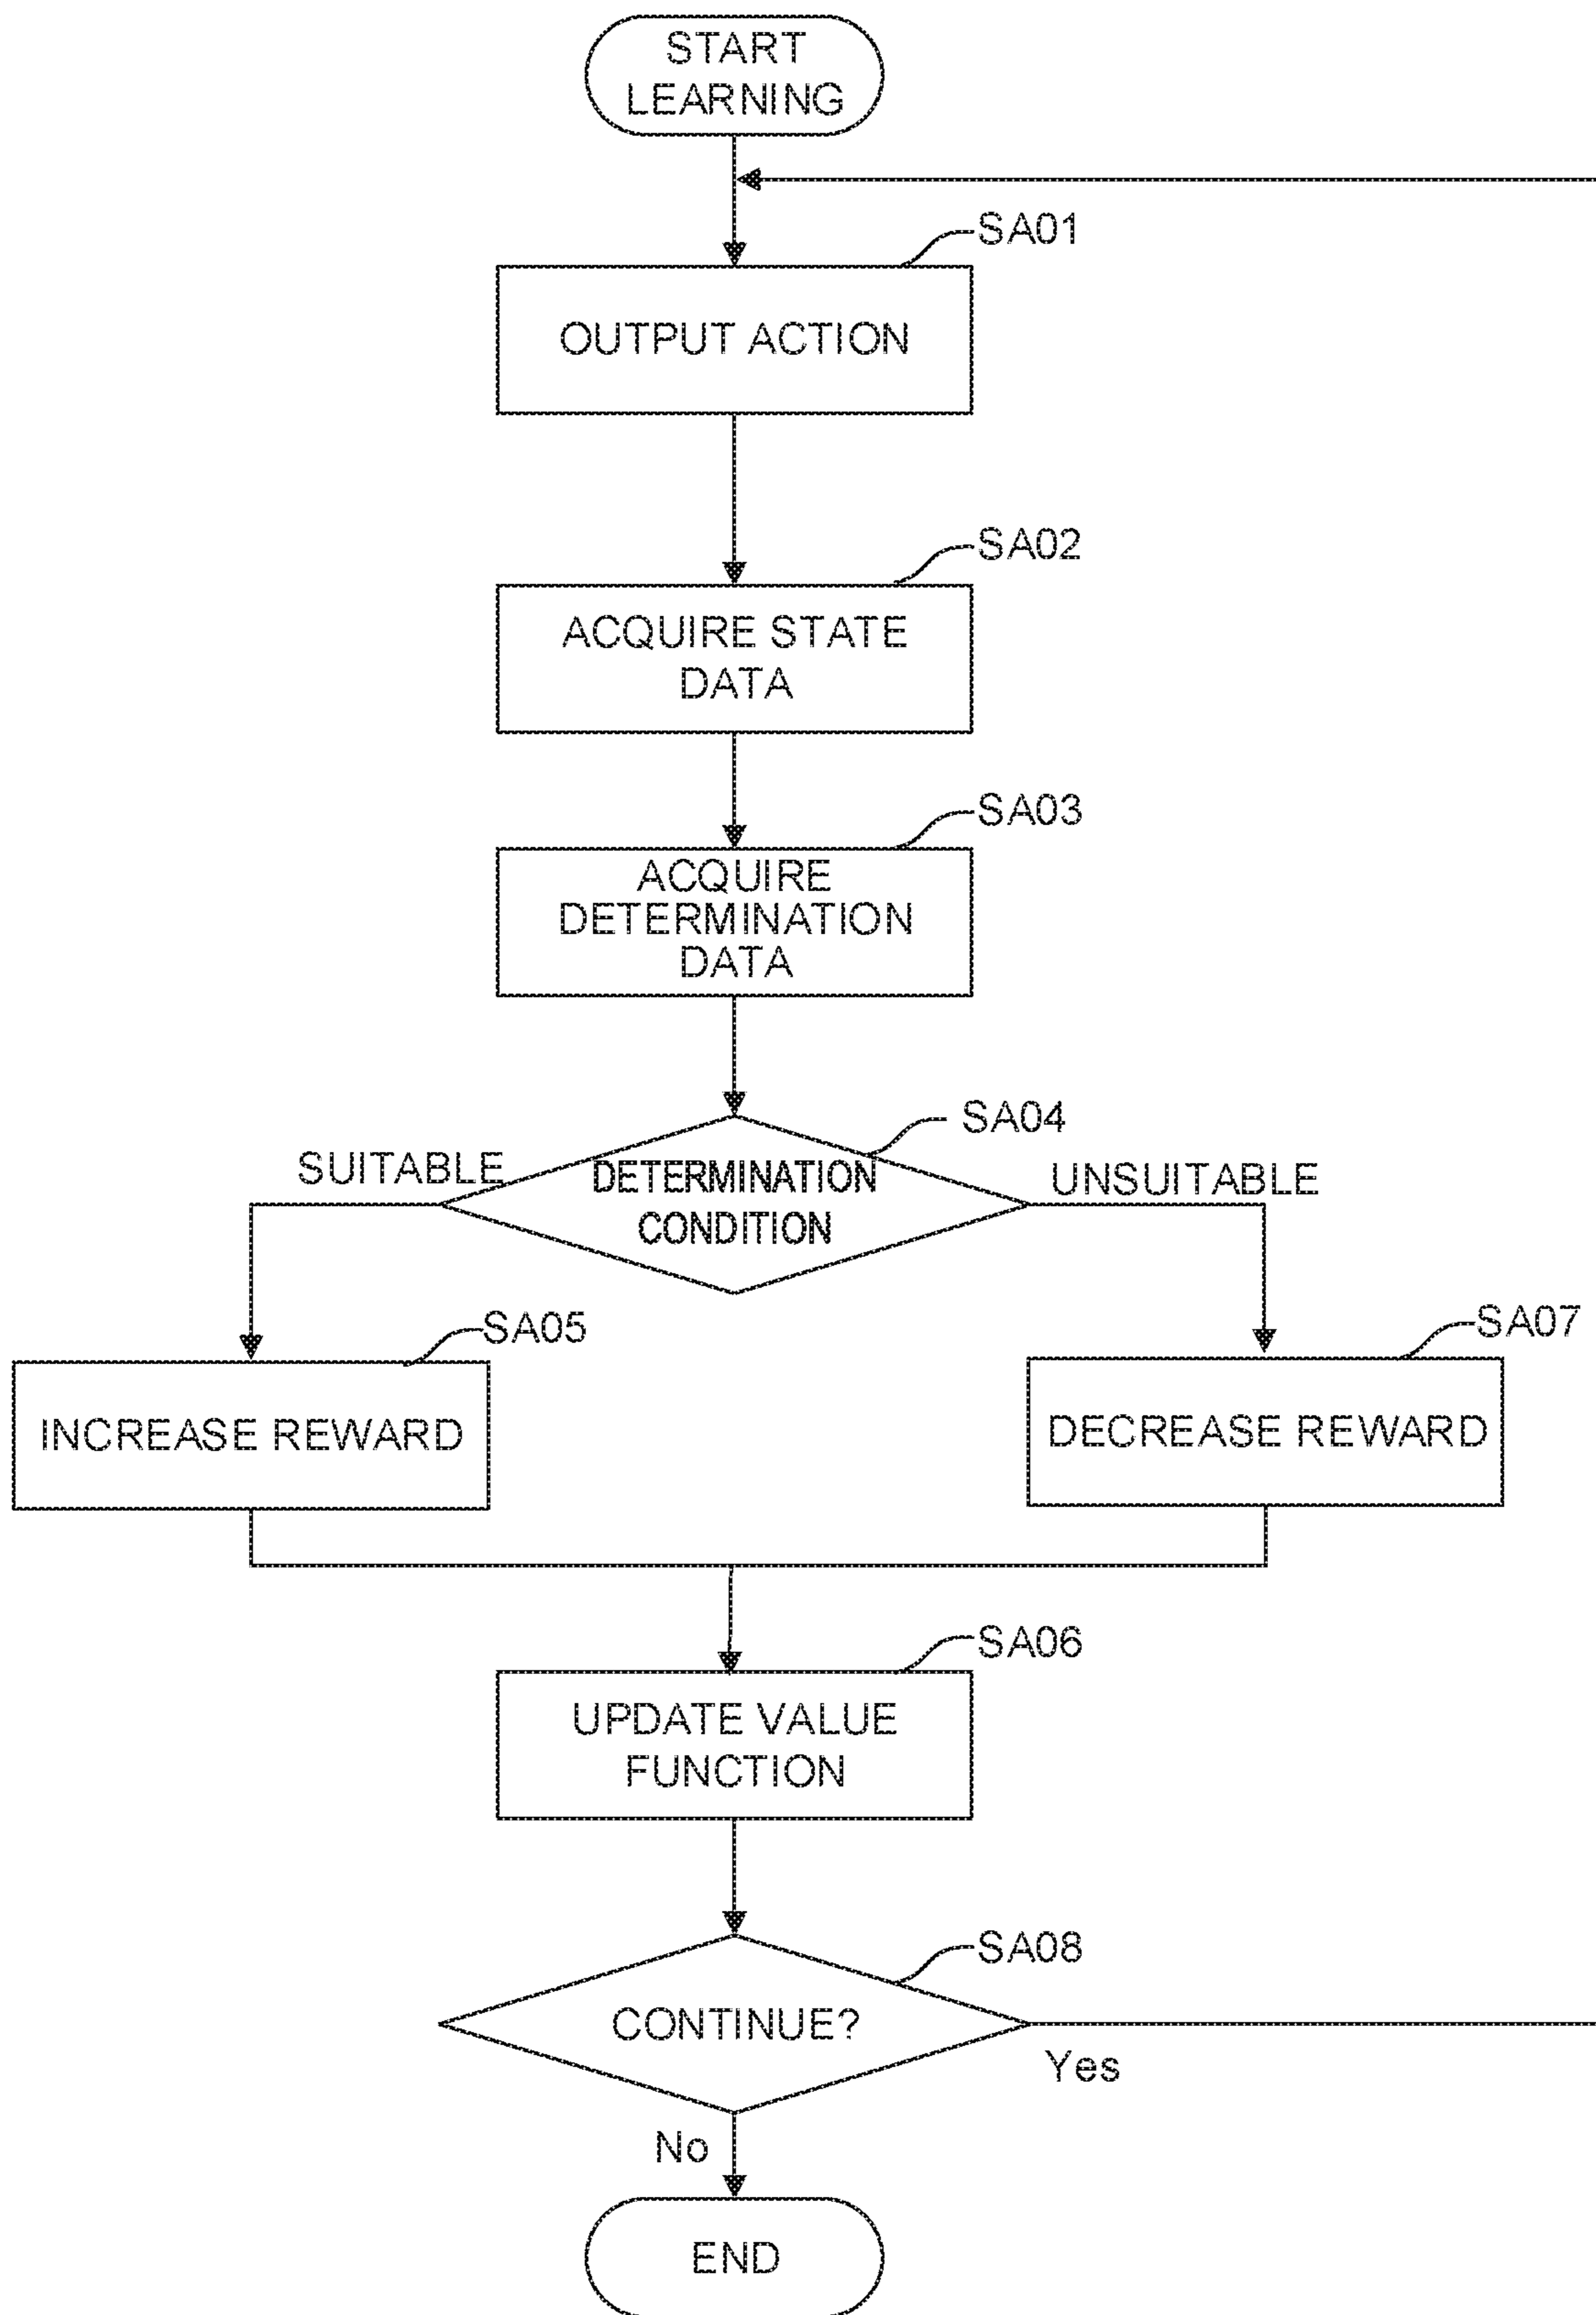 START
LEARNING
SA01
OUTPUT ACTION
SA02
ACQUIRE STATE
DATA
SA03
ACQUIRE
DETERMINATION
DATA
SA04
SUITABLE
DETERMINATION
CONDITION
UNSUITABLE
SA05
INCREASE REWARD
SA07
DECREASE REWARD
SA06
UPDATE VALUE
FUNCTION
SA08
CONTINUE?
Yes
No
END